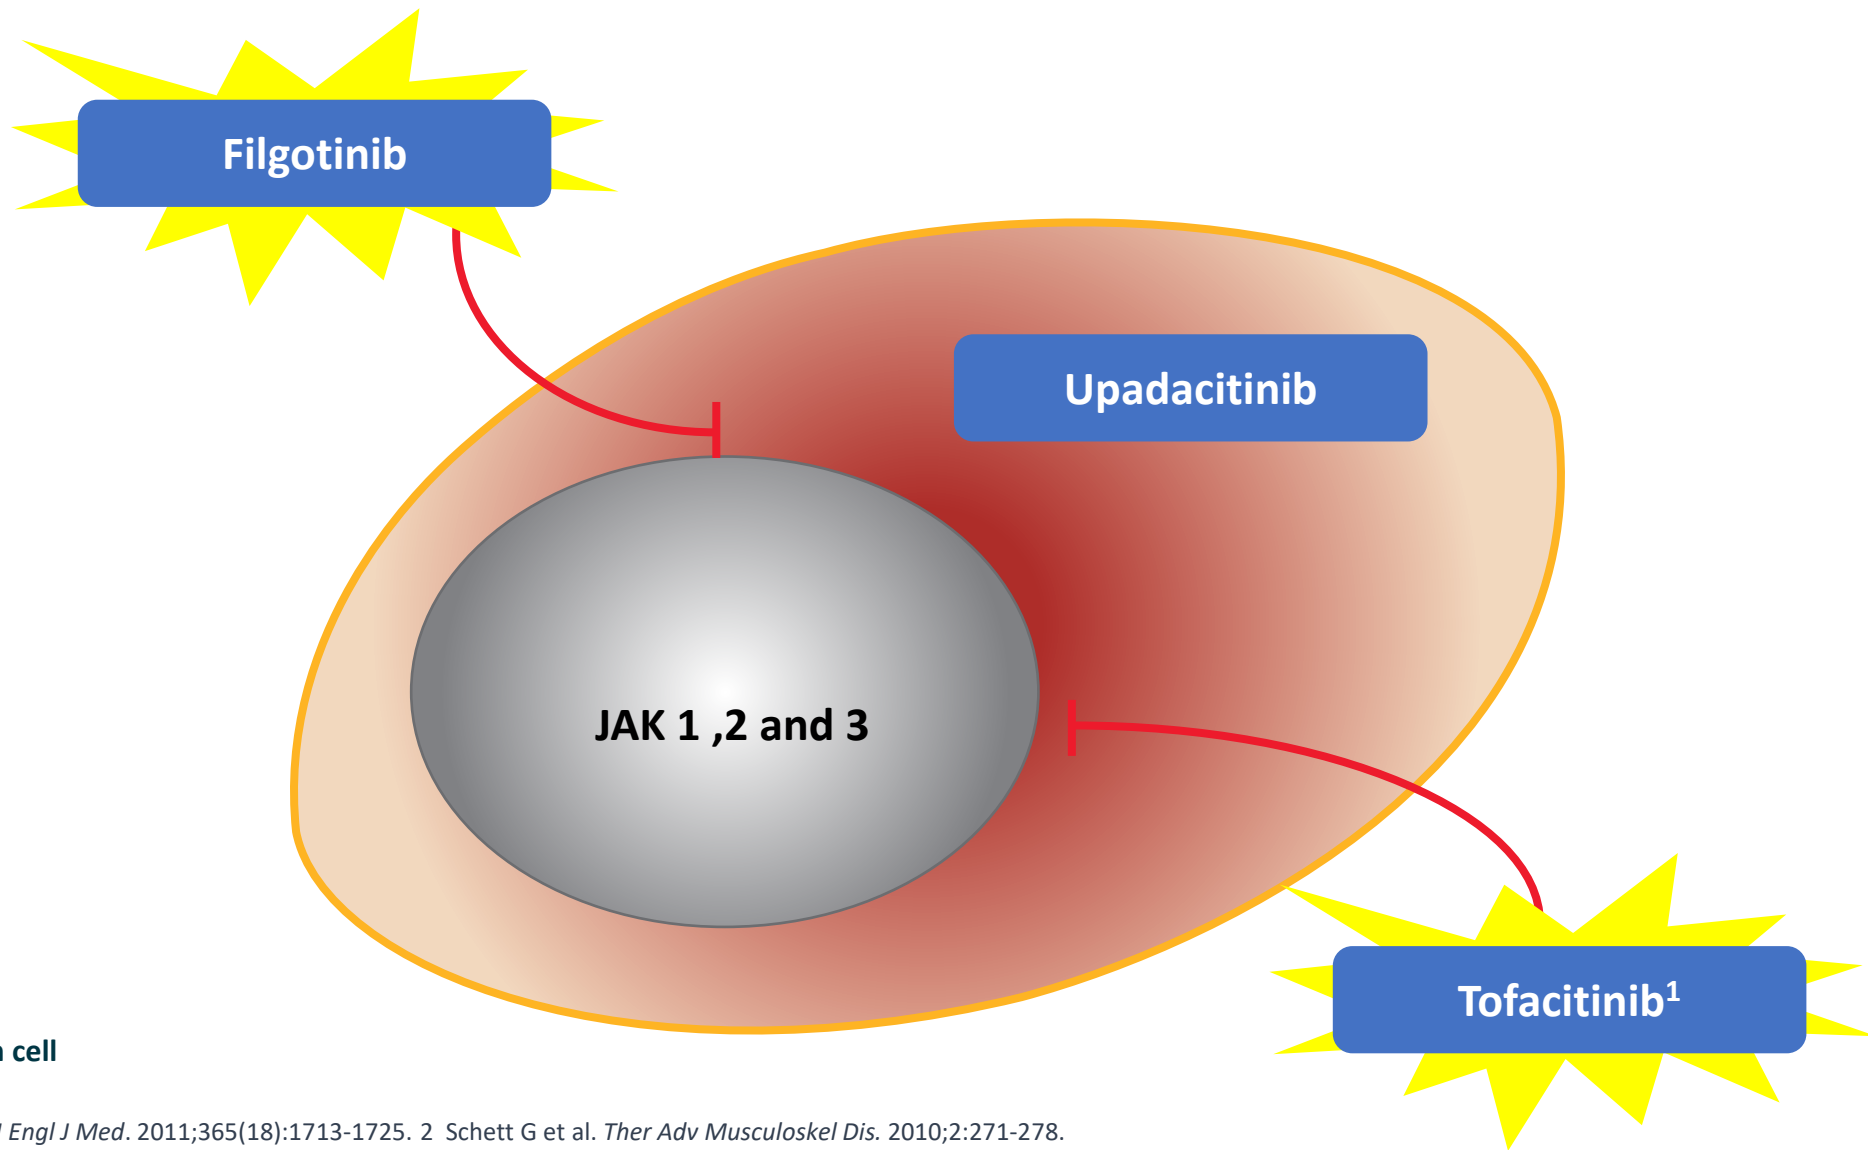 Filgotinib
Upadacitinib
JAK 1 ,2 and 3
Tofacitinib¹
cell
Engl J Med. 2011;365(18):1713-1725. 2 Schett G et al. Ther Adv Musculoskel Dis. 2010;2:271-278.